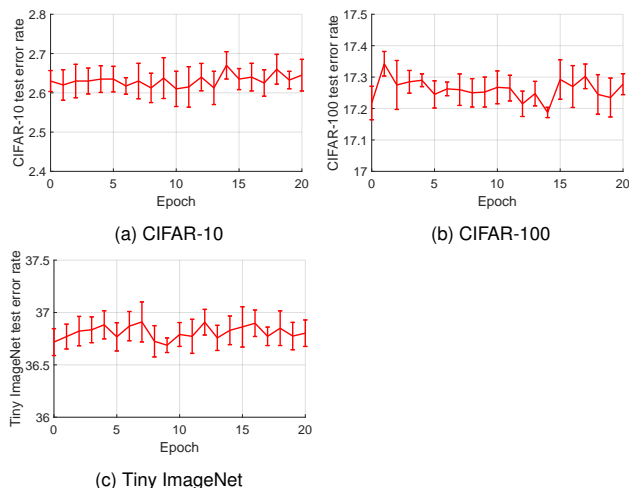 CIFAR-10 test error rate
2.8
2.7
2.6
2.5
2.4
0 5 10 15 20
Epoch
(a) CIFAR-10
CIFAR-100 test error rate
17.5
17.4
17.3
17.2
17.1
17
0 5 10 15 20
Epoch
(b) CIFAR-100
Tiny ImageNet test error rate
37.5
37
36.5
36
0 5 10 15 20
Epoch
(c) Tiny ImageNet